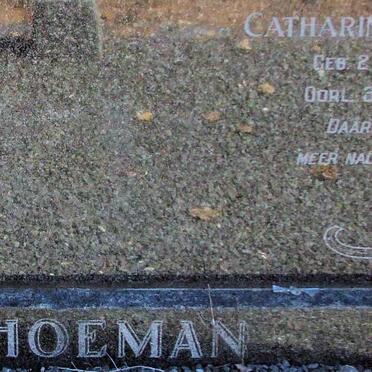 CATHARIN
GEB. 2
OORL. 2
DAAR
MEER NA
HOEMAN